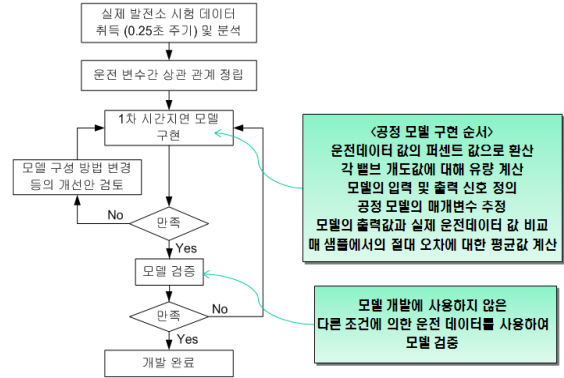 실제 발전소 시험 데이터
취득 (0.25초 주기) 및 분석
운전 변수간 상관 관계 정립
1차 시간지연 모델
구현
모델 구성 방법 변경
등의 개선안 검토
No
만족
Yes
모델 검증
만족
No
Yes
개발 완료
<공정 모델 구현 순서>
운전데이터 값의 퍼센트 값으로 환산
각 밸브 개도값에 대해 유량 계산
모델의 입력 및 출력 신호 정의
공정 모델의 매개변수 추정
모델의 출력값과 실제 운전데이터 값 비교
매 샘플에서의 절대 오차에 대한 평균값 계산
모델 개발에 사용하지 않은
다른 조건에 의한 운전 데이터를 사용하여
모델 검증